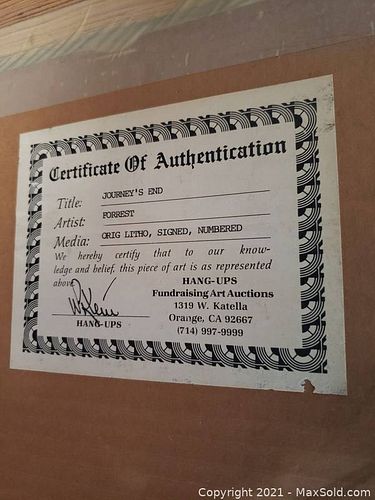 Certificate Of Authentication
Title: JOURNEY'S END
Artist: FORREST
Media: ORIG LITHO, SIGNED, NUMBERED
We hereby certify that to our know-
ledge and belief, this piece of art is as represented
above.
HANG-UPS
Fundraising Art Auctions
1319 W. Katella
Orange, CA 92667
(714) 997-9999
HANG-UPS
Copyright 2021 - MaxSold.com